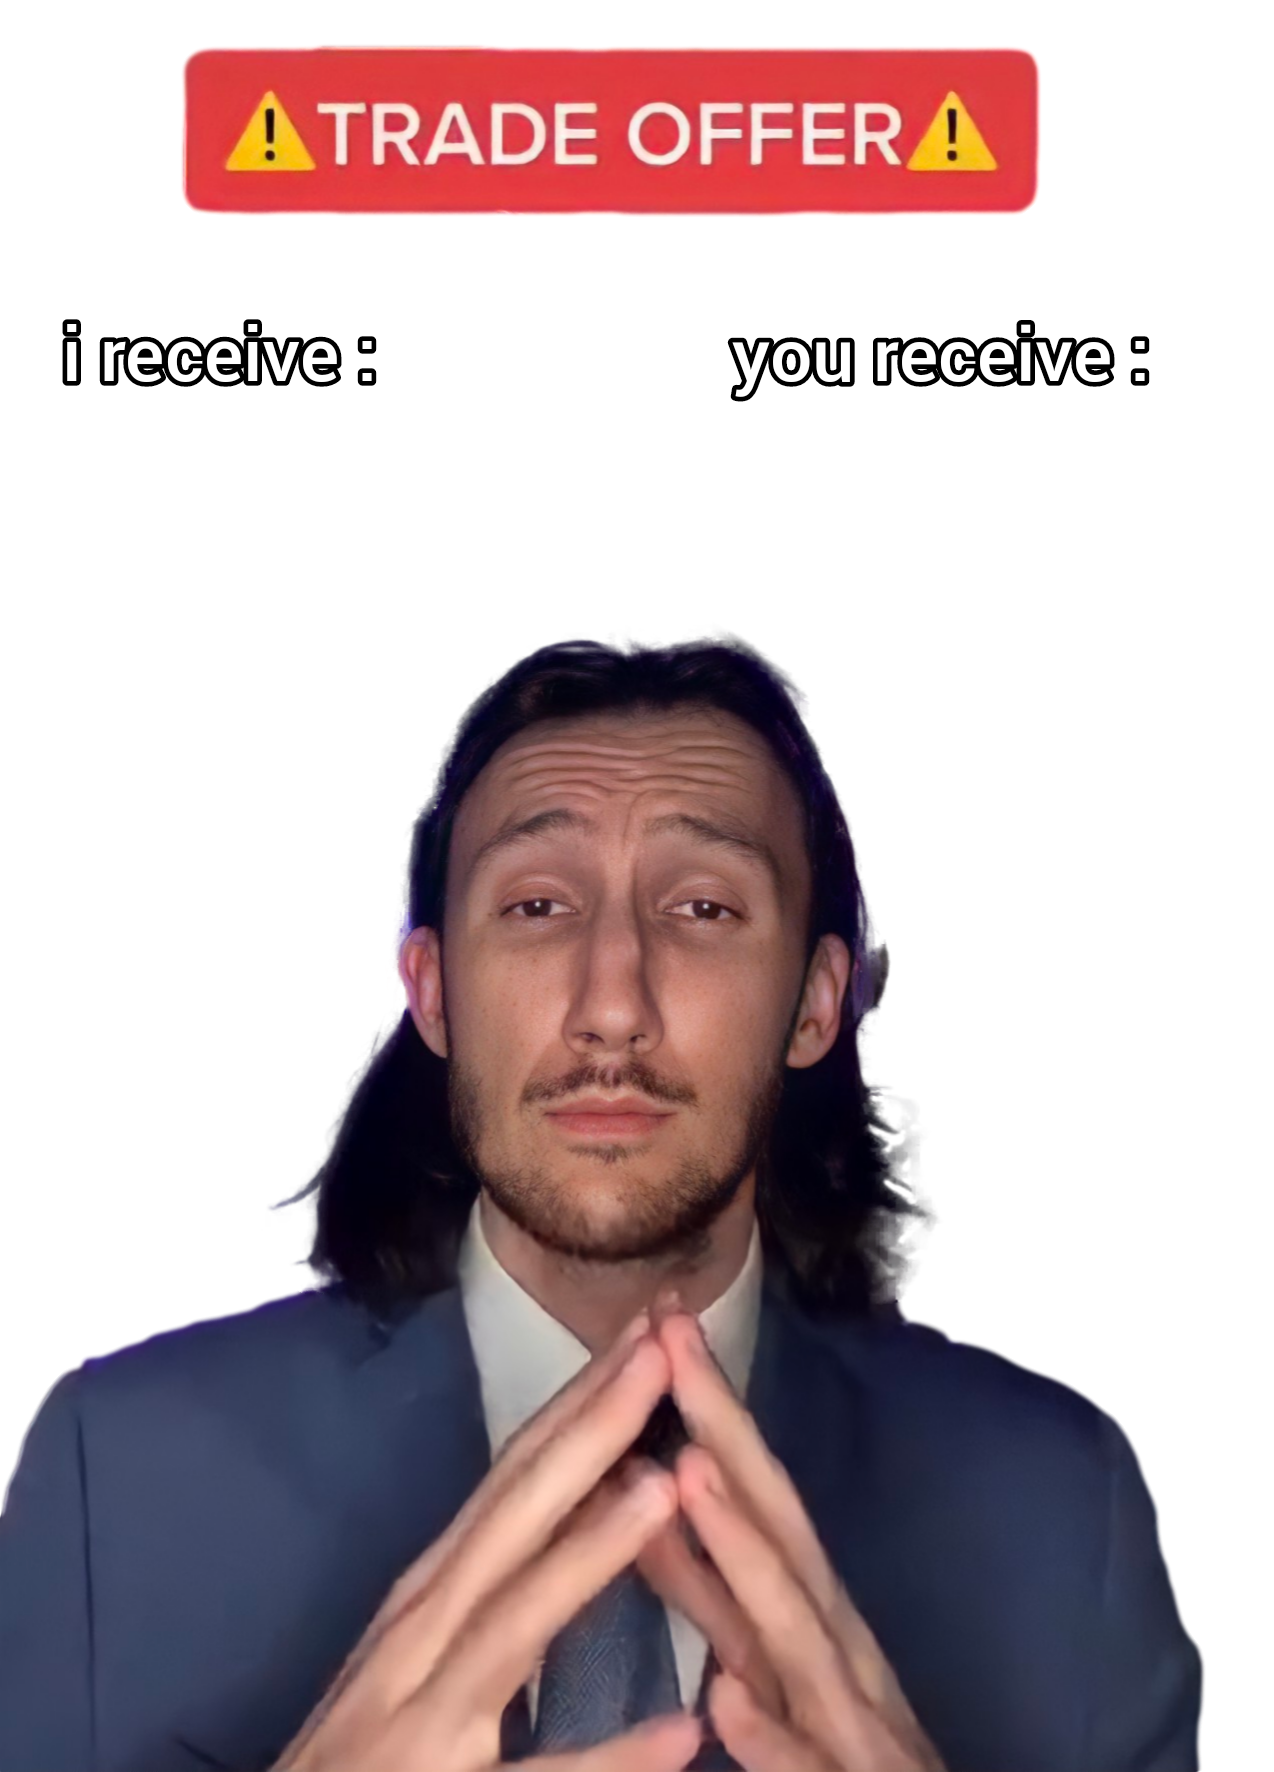 ⚠️TRADE OFFER⚠️
i receive :
you receive :